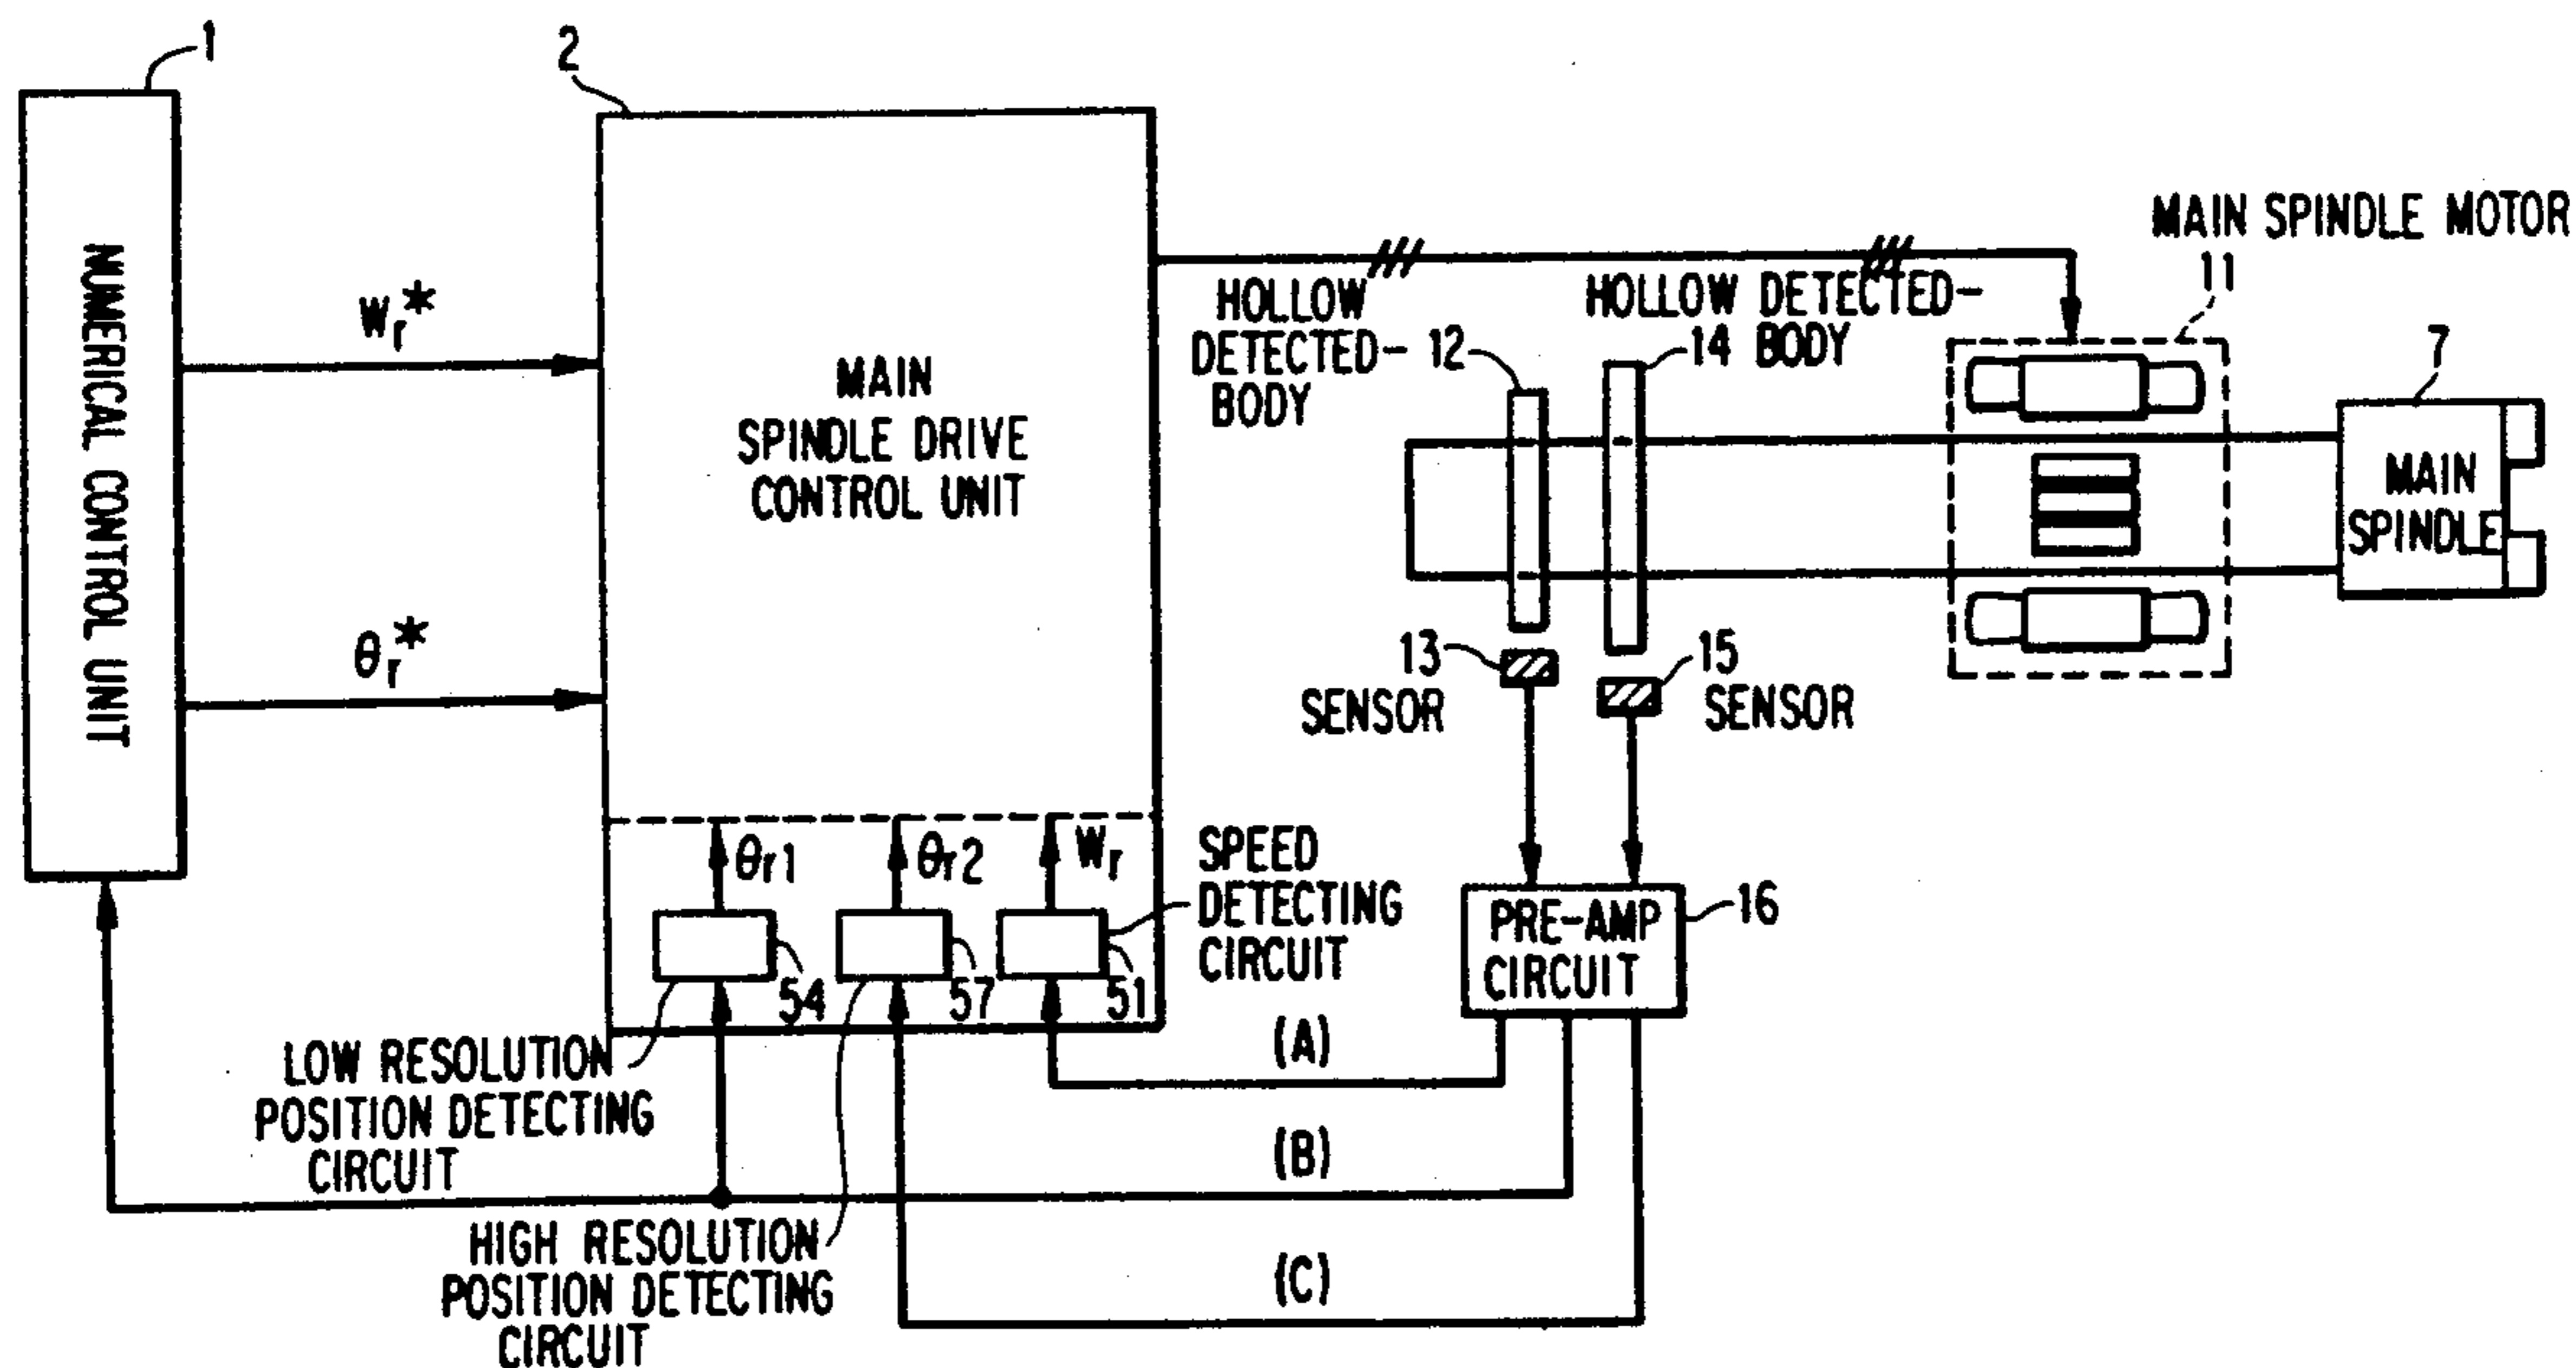 1
2
NUMERICAL CONTROL UNIT
Wr*
θr*
MAIN
SPINDLE DRIVE
CONTROL UNIT
MAIN SPINDLE MOTOR
11
HOLLOW
DETECTED-
BODY
12
HOLLOW DETECTED-
14 BODY
7
MAIN
SPINDLE
13
SENSOR
15
SENSOR
θr1
θr2
Wr
SPEED
DETECTING
CIRCUIT
PRE-AMP
CIRCUIT
16
54
57
51
(A)
LOW RESOLUTION
POSITION DETECTING
CIRCUIT
(B)
HIGH RESOLUTION
POSITION DETECTING
CIRCUIT
(C)